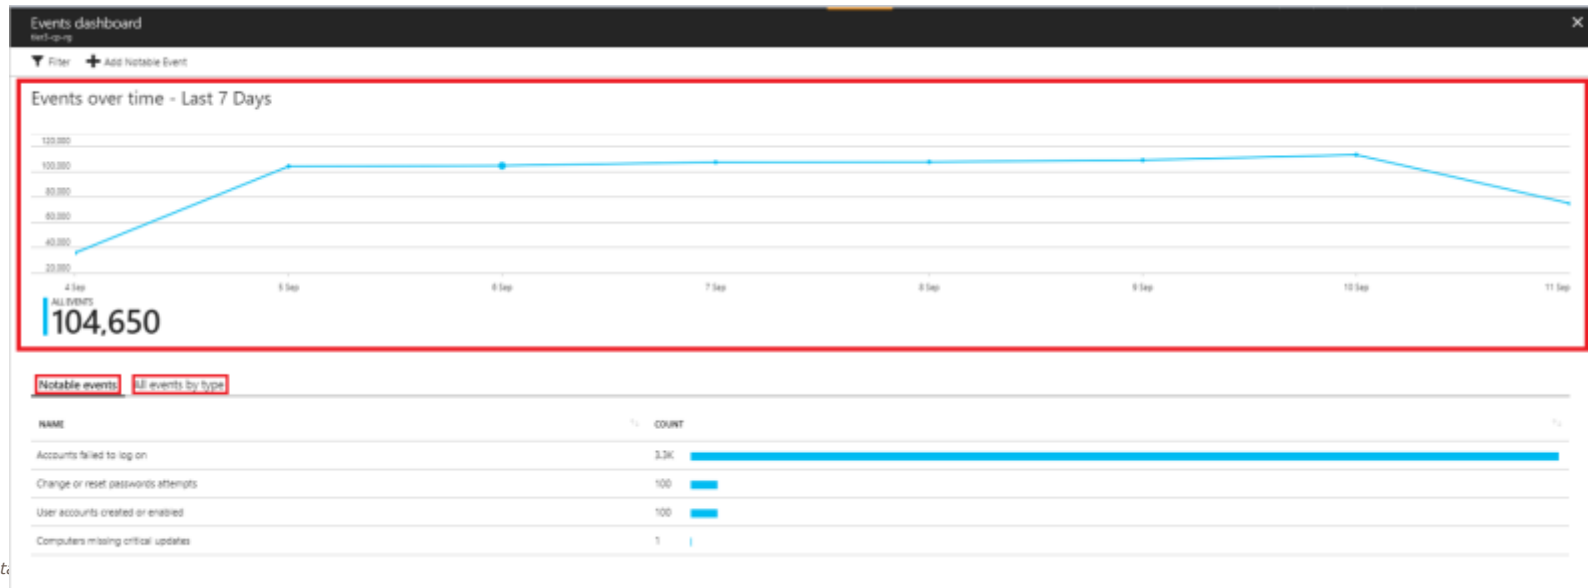 Events dashboard
Filter Add Notable Event
Events over time - Last 7 Days
120.000
100.000
80.000
60.000
40.000
20.000
4 Sep 5 Sep 6 Sep 7 Sep 8 Sep 9 Sep 10 Sep 11 Sep
ALL EVENTS
104,650
Notable events All events by type
NAME COUNT
Accounts failed to log on 3.3K
Change or reset passwords attempts 100
User accounts created or enabled 100
Computers missing critical updates 1